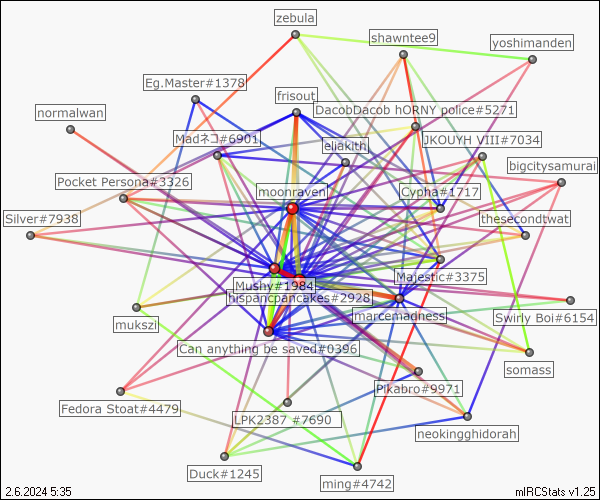 zebula
shawntee9
yoshimanden
Eg.Master#1378
frisout
DacobDacob hORNY police#5271
normalwan
Madネコ#6901
eliakith
JKOUYH VIII#7034
bigcitysamurai
Pocket Persona#3326
moonraven
Cypha#1717
Silver#7938
thesecondtwat
Majestic#3375
Mushy#1984
hispancpancakes#2928
mukszi
marcemadness
Swirly Boi#6154
Can anything be saved#0396
somass
Pikabro#9971
Fedora Stoat#4479
LPK2387 #7690
neokingghidorah
Duck#1245
ming#4742
2.6.2024 5:35
mIRCStats v1.25